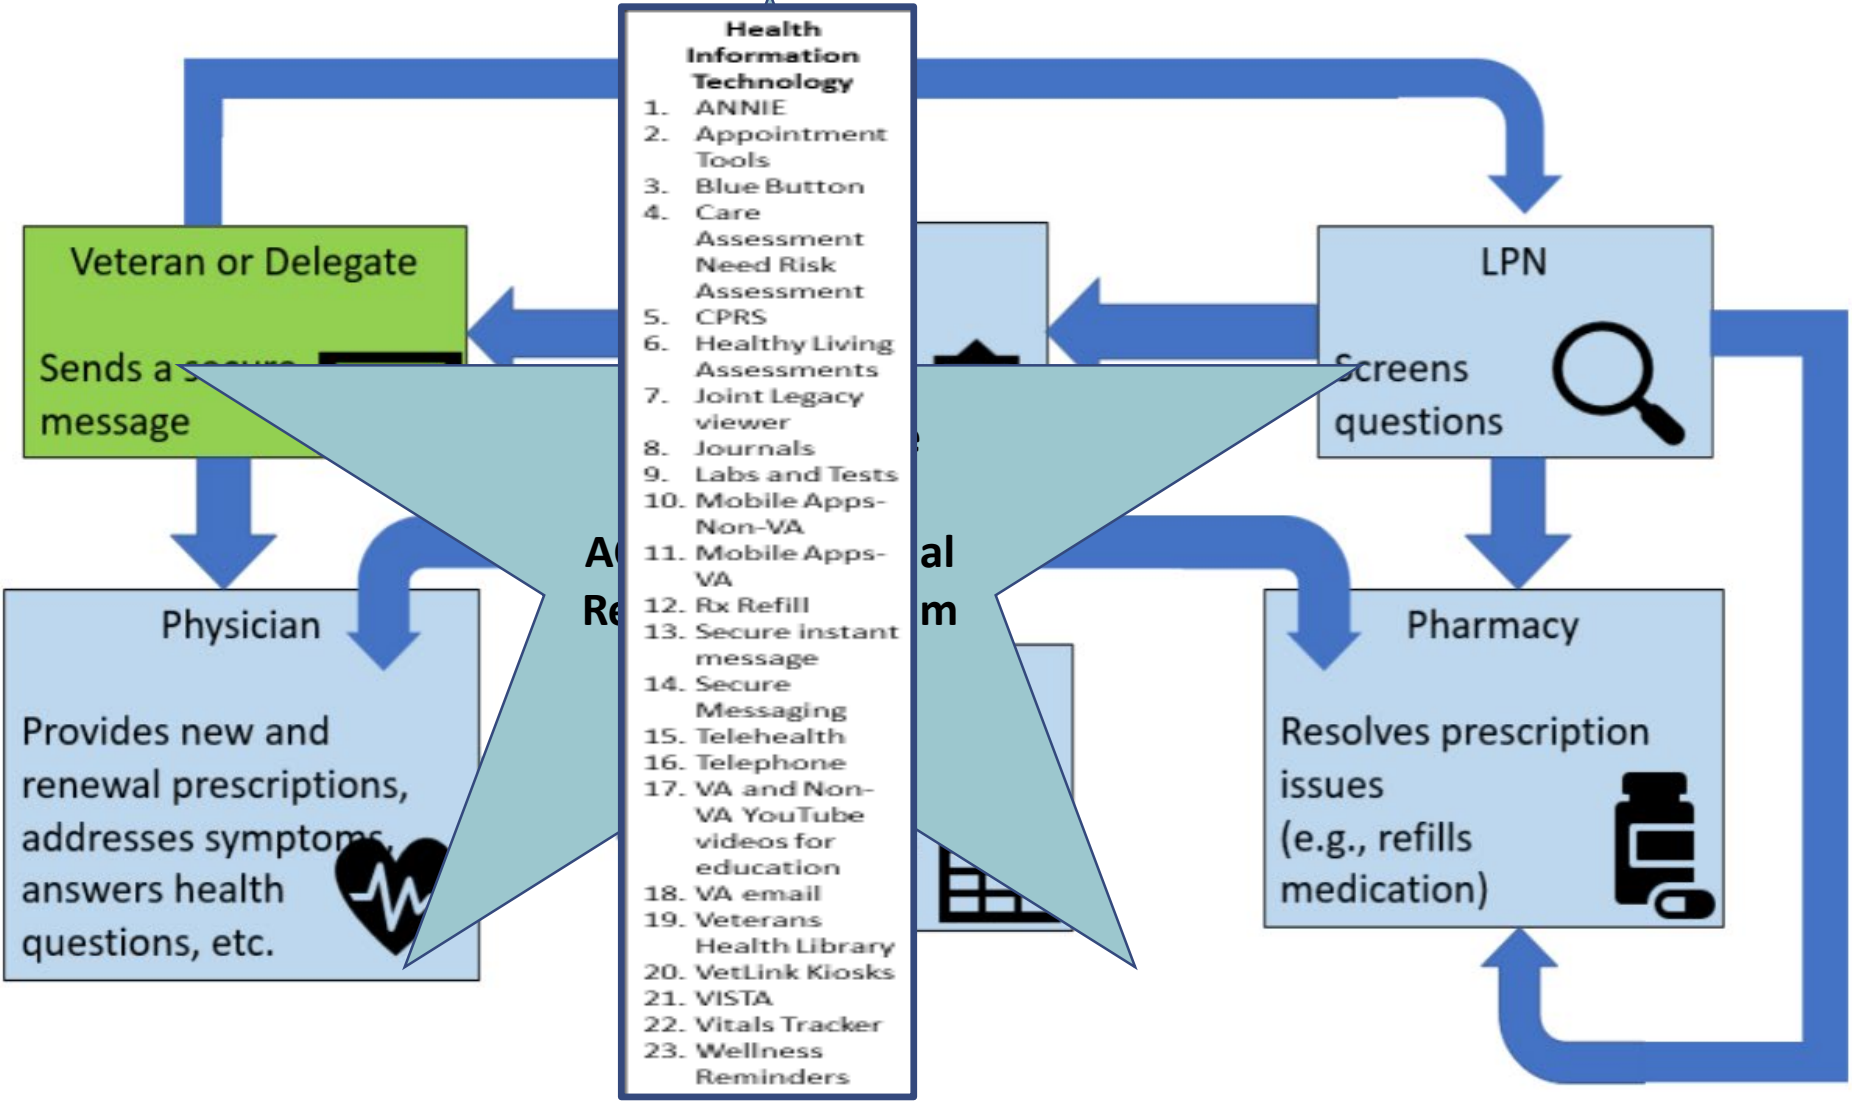 Health
Information
Technology
1. ANNIE
2. Appointment
Tools
3. Blue Button
4. Care
Assessment
Need Risk
Assessment
5. CPRS
6. Healthy Living
Assessments
7. Joint Legacy
viewer
8. Journals
9. Labs and Tests
10. Mobile Apps-
Non-VA
11. Mobile Apps-
VA
12. Rx Refill
13. Secure instant
message
14. Secure
Messaging
15. Telehealth
16. Telephone
17. VA and Non-
VA YouTube
videos for
education
18. VA email
19. Veterans
Health Library
20. VetLink Kiosks
21. VISTA
22. Vitals Tracker
23. Wellness
Reminders
Veteran or Delegate
Sends a secure
message
LPN
Screens
questions
Physician
Provides new and
renewal prescriptions,
addresses symptoms,
answers health
questions, etc.
Pharmacy
Resolves prescription
issues
(e.g., refills
medication)